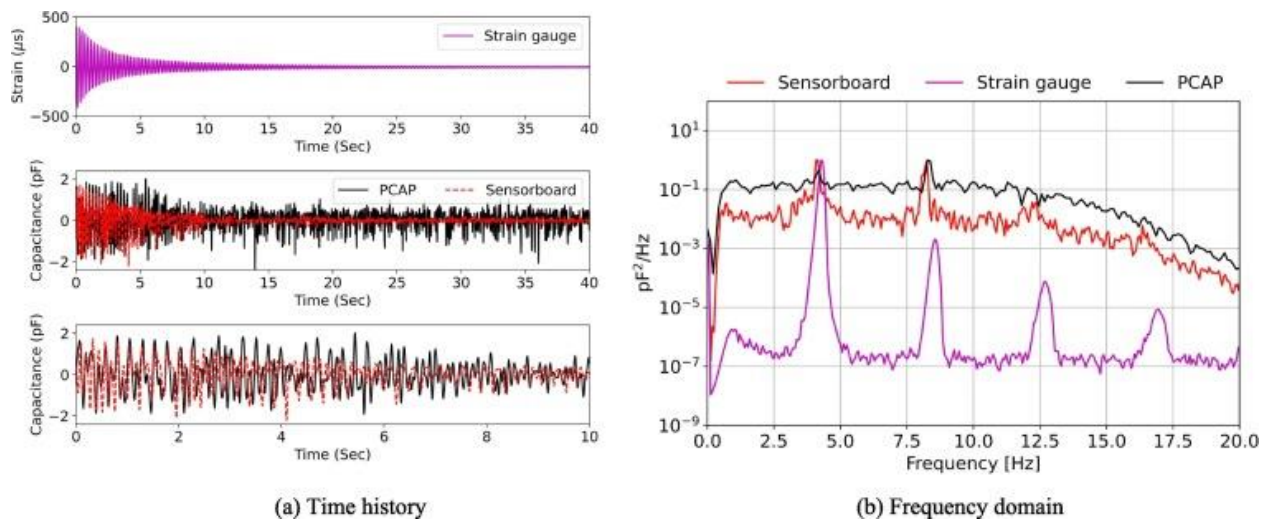 500
0
−500
Strain (μs)
Strain gauge
0 5 10 15 20 25 30 35 40
Time (Sec)
2
0
−2
Capacitance (pF)
PCAP Sensorboard
0 5 10 15 20 25 30 35 40
Time (Sec)
2
0
−2
Capacitance (pF)
0 2 4 6 8 10
Time (Sec)
(a) Time history
Sensorboard Strain gauge PCAP
10¹
10⁻¹
10⁻³
10⁻⁵
10⁻⁷
10⁻⁹
pF²/Hz
0.0 2.5 5.0 7.5 10.0 12.5 15.0 17.5 20.0
Frequency [Hz]
(b) Frequency domain